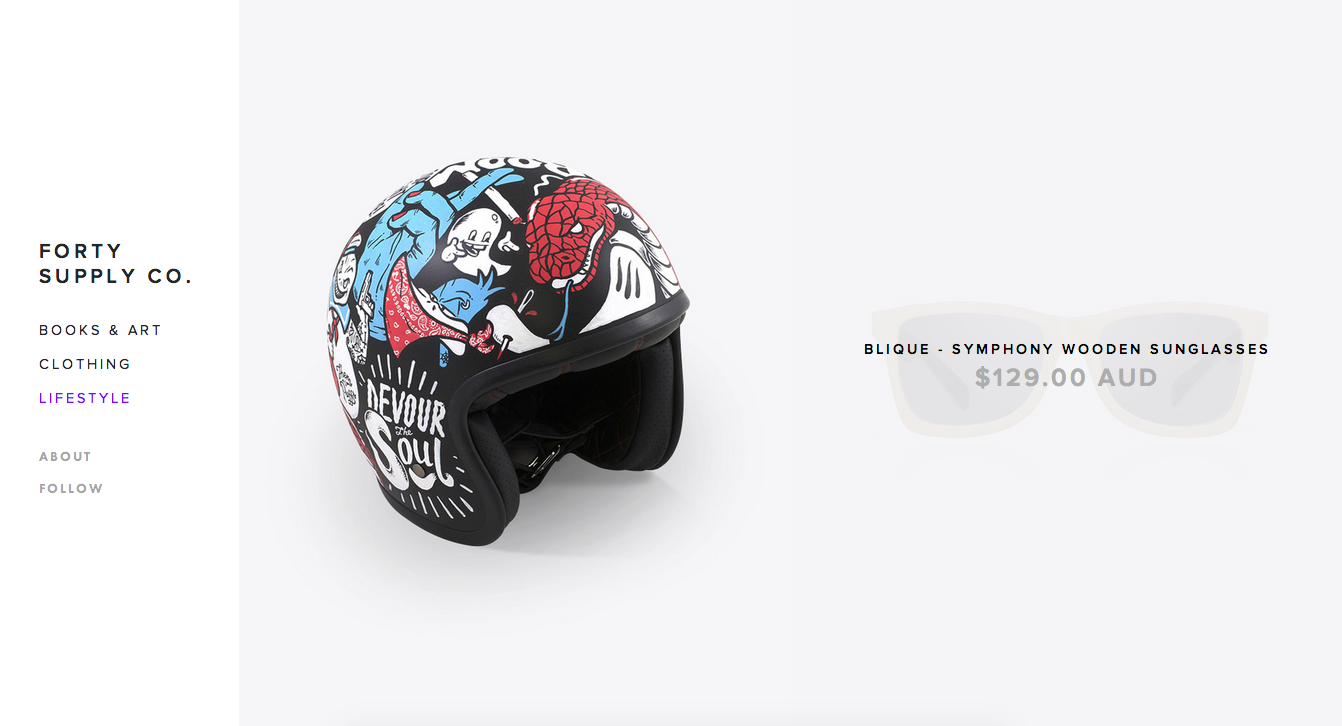 FORTY
SUPPLY CO.
BOOKS & ART
CLOTHING
LIFESTYLE
ABOUT
FOLLOW
DEVOUR
The
Soul
BLIQUE - SYMPHONY WOODEN SUNGLASSES
$129.00 AUD